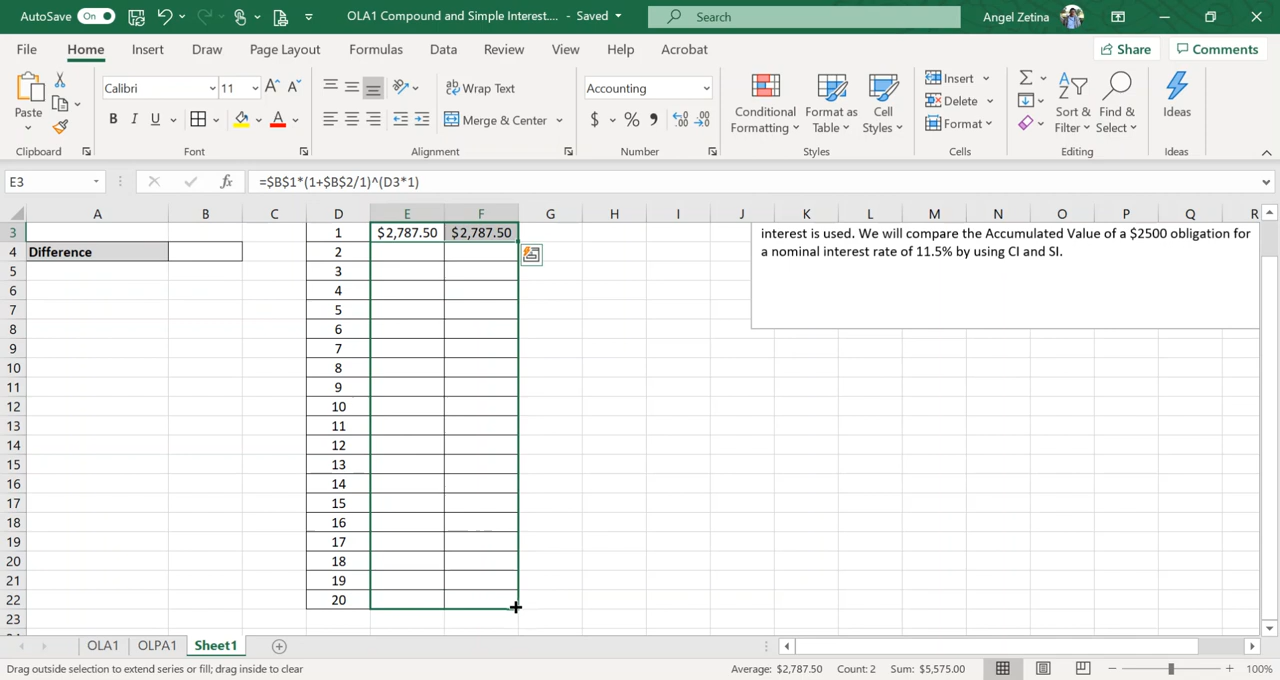 AutoSave On OLA1 Compound and Simple Interest.... - Saved Search Angel Zetina
File Home Insert Draw Page Layout Formulas Data Review View Help Acrobat Share Comments
Paste Calibri 11 A A Wrap Text Accounting Conditional Formatting Format as Table Cell Styles Insert Sort & Filter Find & Select Ideas
B I U A Merge & Center $ % , Delete
Format
Clipboard Font Alignment Number Styles Cells Editing Ideas
E3 fx =$B$1*(1+$B$2/1)^(D3*1)
A B C D E F G H I J K L M N O P Q R
3 1 $2,787.50 $2,787.50 interest is used. We will compare the Accumulated Value of a $2500 obligation for
4 Difference 2 a nominal interest rate of 11.5% by using CI and SI.
5 3
6 4
7 5
8 6
9 7
10 8
11 9
12 10
13 11
14 12
15 13
16 14
17 15
18 16
19 17
20 18
21 19
22 20
23
OLA1 OLPA1 Sheet1
Drag outside selection to extend series or fill; drag inside to clear Average: $2,787.50 Count: 2 Sum: $5,575.00 100%